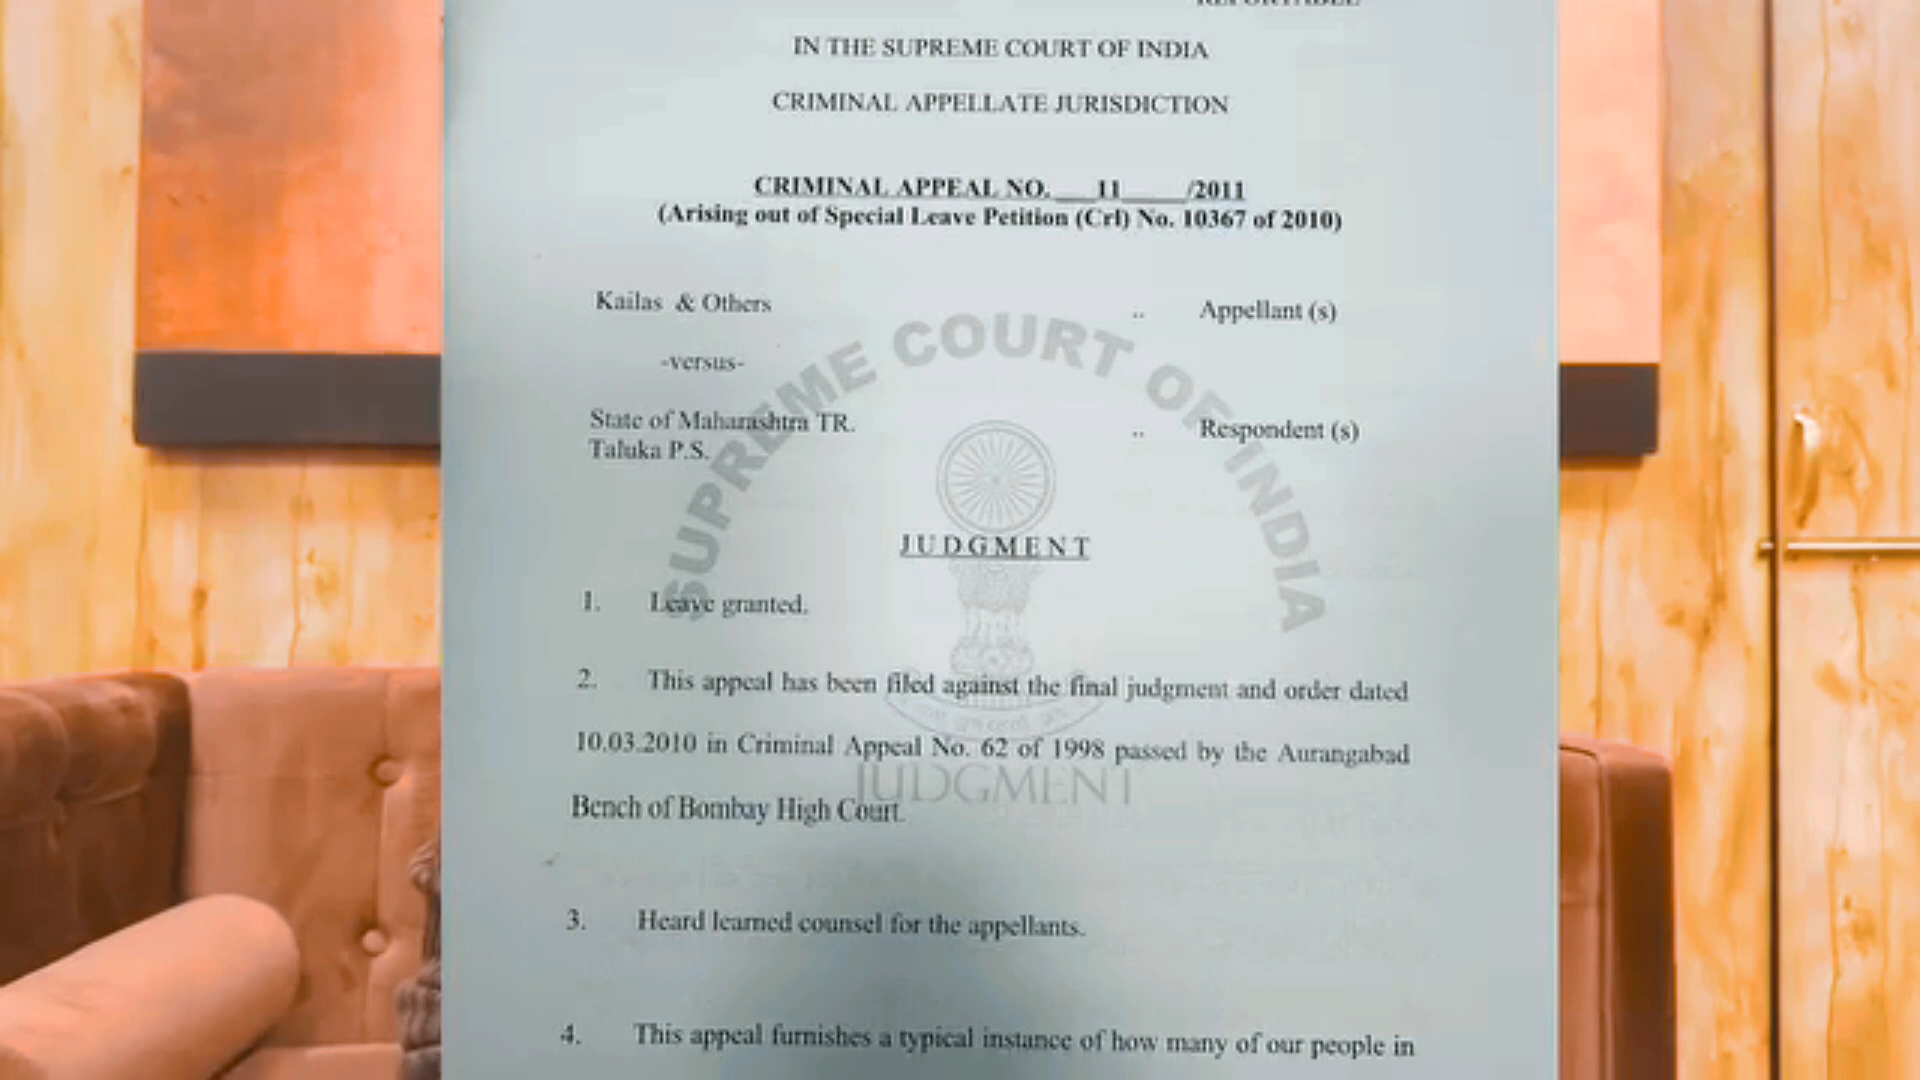 REPORTABLE
IN THE SUPREME COURT OF INDIA
CRIMINAL APPELLATE JURISDICTION
CRIMINAL APPEAL NO.___11_____/2011
(Arising out of Special Leave Petition (Crl) No. 10367 of 2010)
Kailas & Others .. Appellant (s)
-versus-
State of Maharashtra TR. .. Respondent (s)
Taluka P.S.
SUPREME COURT OF INDIA
JUDGMENT
1. Leave granted.
2. This appeal has been filed against the final judgment and order dated
10.03.2010 in Criminal Appeal No. 62 of 1998 passed by the Aurangabad
Bench of Bombay High Court.
JUDGMENT
3. Heard learned counsel for the appellants.
4. This appeal furnishes a typical instance of how many of our people in